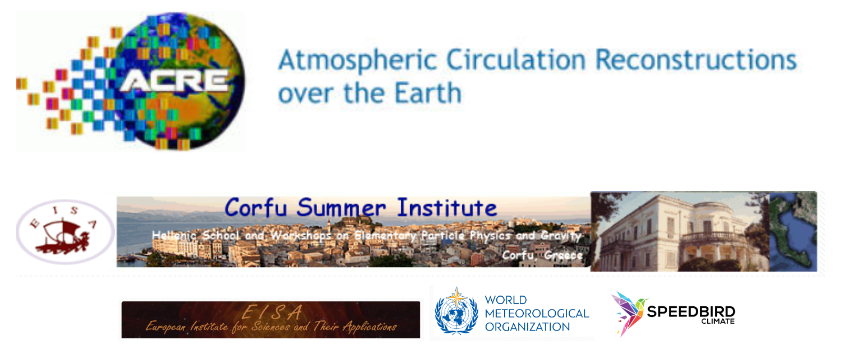 ACRE
Atmospheric Circulation Reconstructions
over the Earth
EISA
Corfu Summer Institute
Hellenic School and Workshops on Elementary Particle Physics and Gravity
Corfu, Greece
EISA
European Institute for Sciences and Their Applications
WORLD
METEOROLOGICAL
ORGANIZATION
SPEEDBIRD
CLIMATE